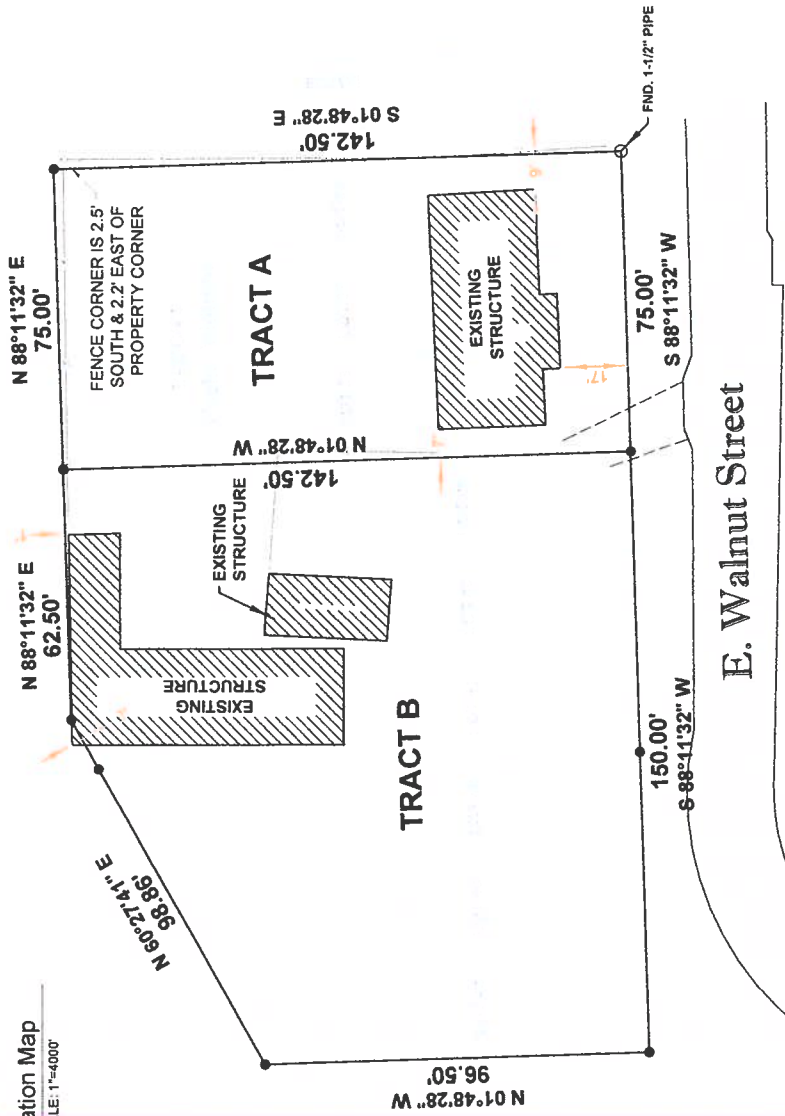 ation Map
LE: 1"=4000'
N 88°11'32" E
75.00'
S 01°48'28" E
142.50'
FENCE CORNER IS 2.5'
SOUTH & 2.2' EAST OF
PROPERTY CORNER
TRACT A
N 01°48'28" W
142.50'
EXISTING
STRUCTURE
9'
17'
FND. 1-1/2" PIPE
75.00'
S 88°11'32" W
N 88°11'32" E
62.50'
EXISTING
STRUCTURE
EXISTING
STRUCTURE
TRACT B
N 60°27'41" E
98.86'
N 01°48'28" W
96.50'
150.00'
S 88°11'32" W
E. Walnut Street